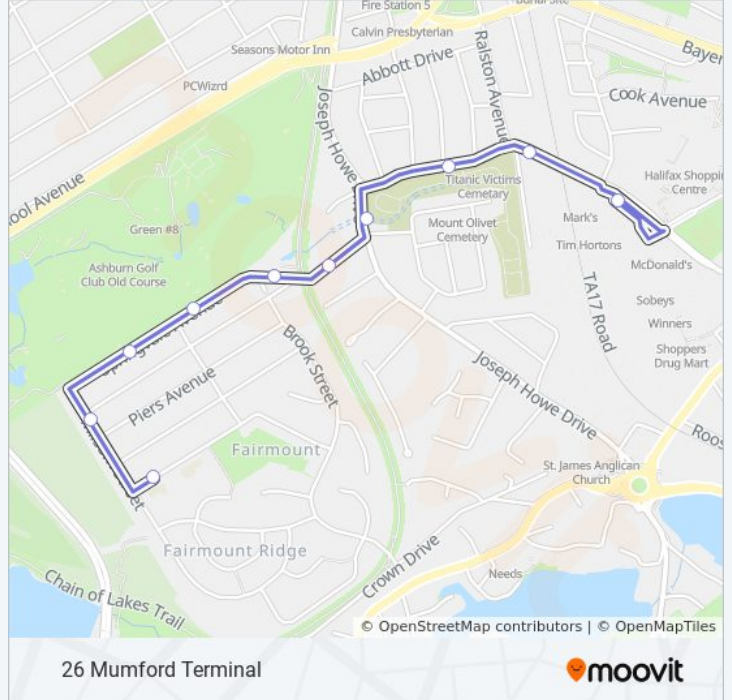 Fire Station 5
Calvin Presbyterian
Seasons Motor Inn
Abbott Drive
Ralston Avenue
PCWizrd
Joseph Howe
Cook Avenue
Halifax Shoppi
Centre
Titanic Victims
Cemetary
ool Avenue
Green #8
Mount Olivet
Cemetery
Mark's
Tim Hortons
McDonald's
Ashburn Golf
Club Old Course
TA17 Road
Sobeys
Winners
Shoppers
Drug Mart
Brook Street
Piers Avenue
Joseph Howe Drive
Roos
Fairmount
St. James Anglican
Church
Fairmount Ridge
Crown Drive
Needs
Chain of Lakes Trail
© OpenStreetMap contributors | © OpenMapTiles
26 Mumford Terminal
moovit